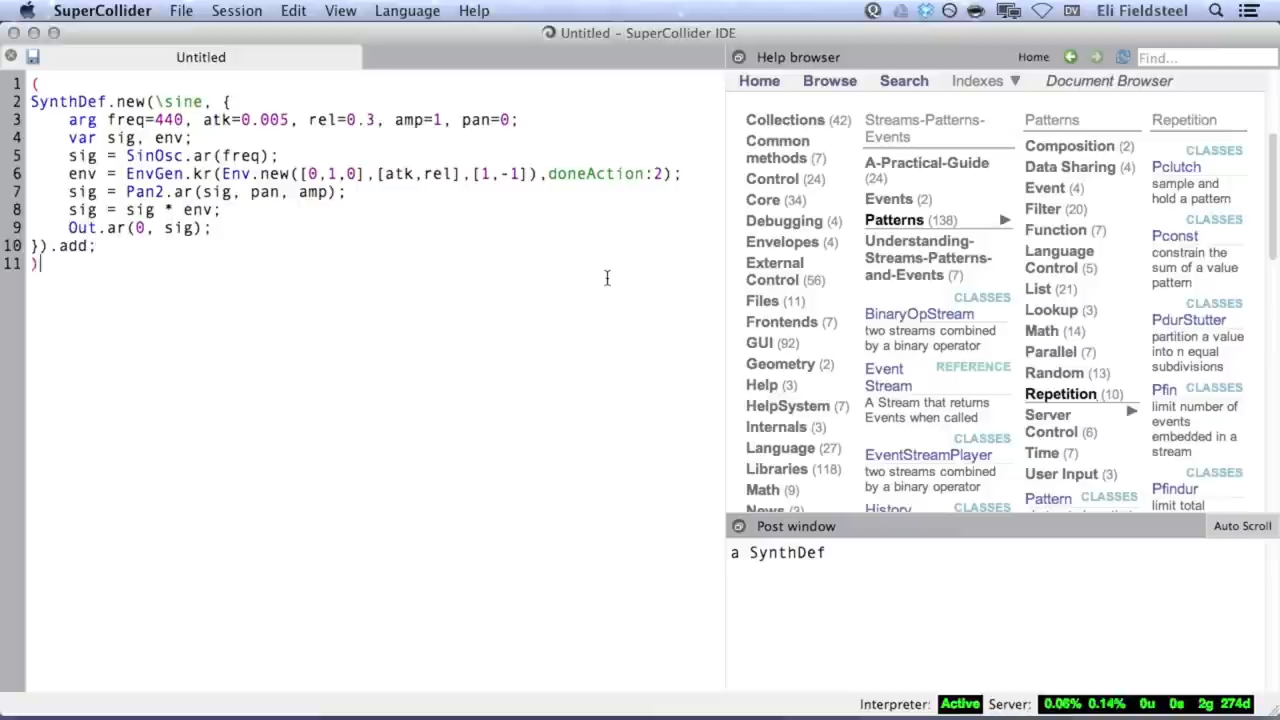 SuperCollider File Session Edit View Language Help Eli Fieldsteel
Untitled – SuperCollider IDE
Untitled
1 (
2 SynthDef.new(\sine, {
3 arg freq=440, atk=0.005, rel=0.3, amp=1, pan=0;
4 var sig, env;
5 sig = SinOsc.ar(freq);
6 env = EnvGen.kr(Env.new([0,1,0],[atk,rel],[1,-1]),doneAction:2);
7 sig = Pan2.ar(sig, pan, amp);
8 sig = sig * env;
9 Out.ar(0, sig);
10 }).add;
11 )
Help browser Home Find...
Home Browse Search Indexes ▼ Document Browser
Collections (42)
Common
methods (7)
Control (24)
Core (34)
Debugging (4)
Envelopes (4)
External
Control (56)
Files (11)
Frontends (7)
GUI (92)
Geometry (2)
Help (3)
HelpSystem (7)
Internals (3)
Language (27)
Libraries (118)
Math (9)
News (3)
Streams-Patterns-
Events
A-Practical-Guide
(24)
Events (2)
Patterns (138) ▶
Understanding-
Streams-Patterns-
and-Events (7)
CLASSES
BinaryOpStream
two streams combined
by a binary operator
Event REFERENCE
Stream
A Stream that returns
Events when called
CLASSES
EventStreamPlayer
two streams combined
by a binary operator
CLASSES
History
Patterns
Composition (2)
Data Sharing (4)
Event (4)
Filter (20)
Function (7)
Language
Control (5)
List (21)
Lookup (3)
Math (14)
Parallel (7)
Random (13)
Repetition (10)
▶
Server
Control (6)
Time (7)
User Input (3)
Pattern CLASSES
Repetition
CLASSES
Pclutch
sample and
hold a pattern
CLASSES
Pconst
constrain the
sum of a value
pattern
CLASSES
PdurStutter
partition a value
into n equal
subdivisions
Pfin CLASSES
limit number of
events
embedded in a
stream
CLASSES
Pfindur
limit total
Post window Auto Scroll
a SynthDef
Interpreter: Active Server: 0.06% 0.14% 0u 0s 2g 274d